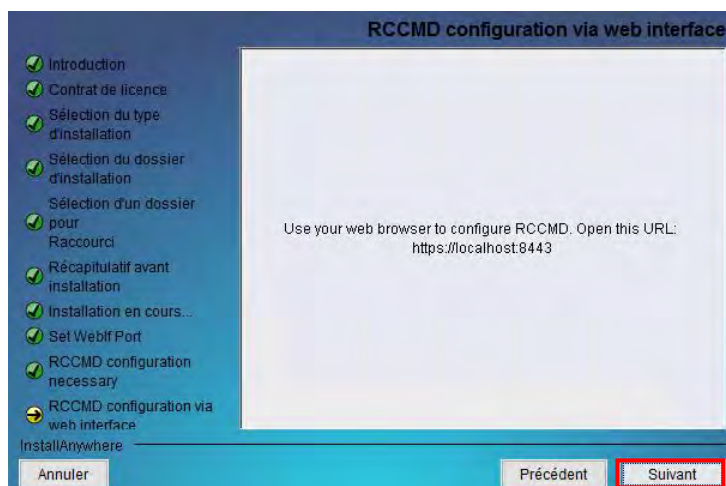 RCCMD configuration via web interface
Introduction
Contrat de licence
Sélection du type
d'installation
Sélection du dossier
d'installation
Sélection d'un dossier
pour
Raccourci
Récapitulatif avant
installation
Installation en cours...
Set WebIf Port
RCCMD configuration
necessary
RCCMD configuration via
web interface
Use your web browser to configure RCCMD. Open this URL:
https://localhost:8443
InstallAnywhere
Annuler
Précédent
Suivant